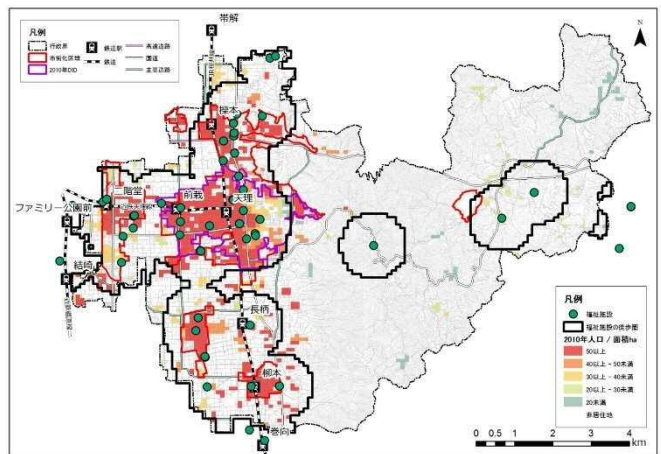 帯解
N
凡例
行政界
市街化区域
2010年DID
鉄道駅
鉄道
高速道路
国道
主要道路
櫟本
二階堂
前栽
天理
ファミリー公園前
結崎
長柄
柳本
巻向
凡例
福祉施設
福祉施設の徒歩圏
2010年人口 / 面積ha
50以上
40以上 - 50未満
30以上 - 40未満
20以上 - 30未満
20未満
非居住地
0 0.5 1 2 3 4
km